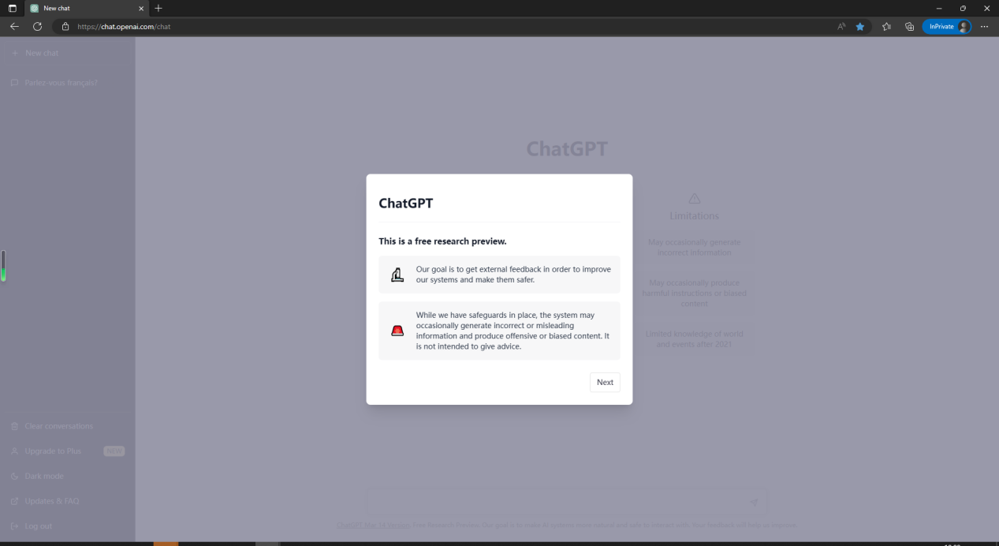 New chat
https://chat.openai.com/chat
InPrivate
New chat
Parlez-vous français?
ChatGPT
Limitations
May occasionally generate
incorrect information
May occasionally produce
harmful instructions or biased
content
Limited knowledge of world
and events after 2021
ChatGPT
This is a free research preview.
Our goal is to get external feedback in order to improve
our systems and make them safer.
While we have safeguards in place, the system may
occasionally generate incorrect or misleading
information and produce offensive or biased content. It
is not intended to give advice.
Next
Clear conversations
Upgrade to Plus
NEW
Dark mode
Updates & FAQ
Log out
ChatGPT Mar 14 Version. Free Research Preview. Our goal is to make AI systems more natural and safe to interact with. Your feedback will help us improve.